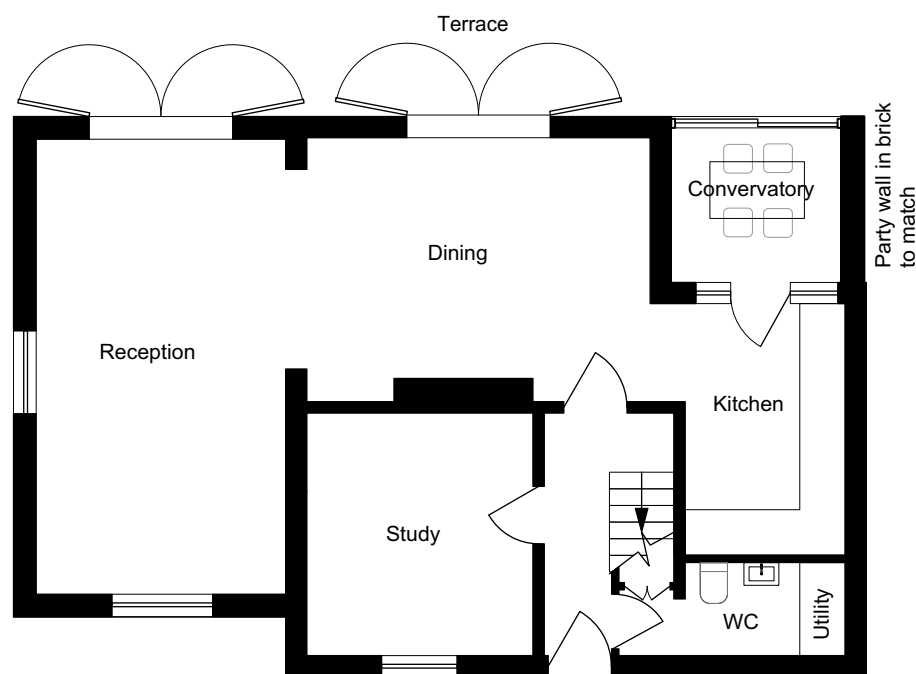 Terrace
Convervatory
Party wall in brick
to match
Dining
Reception
Kitchen
Study
WC
Utility